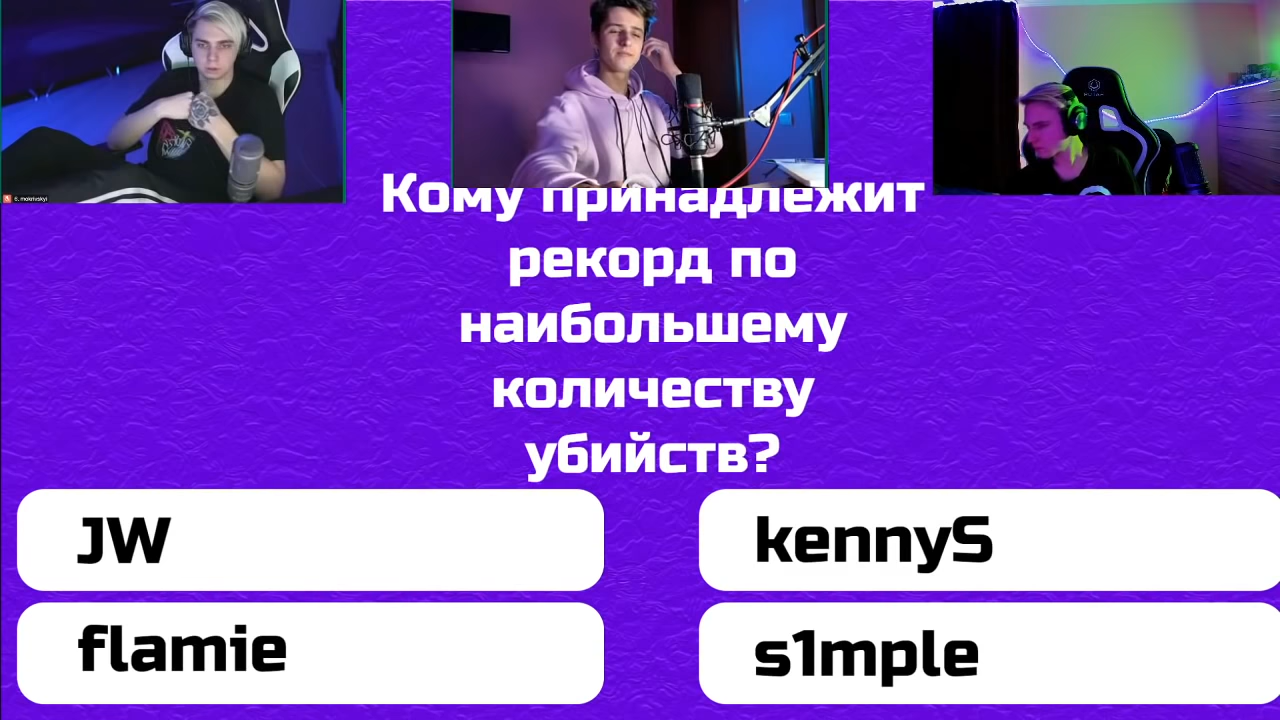 Кому принадлежит
рекорд по
наибольшему
количеству
убийств?
JW
kennyS
flamie
s1mple